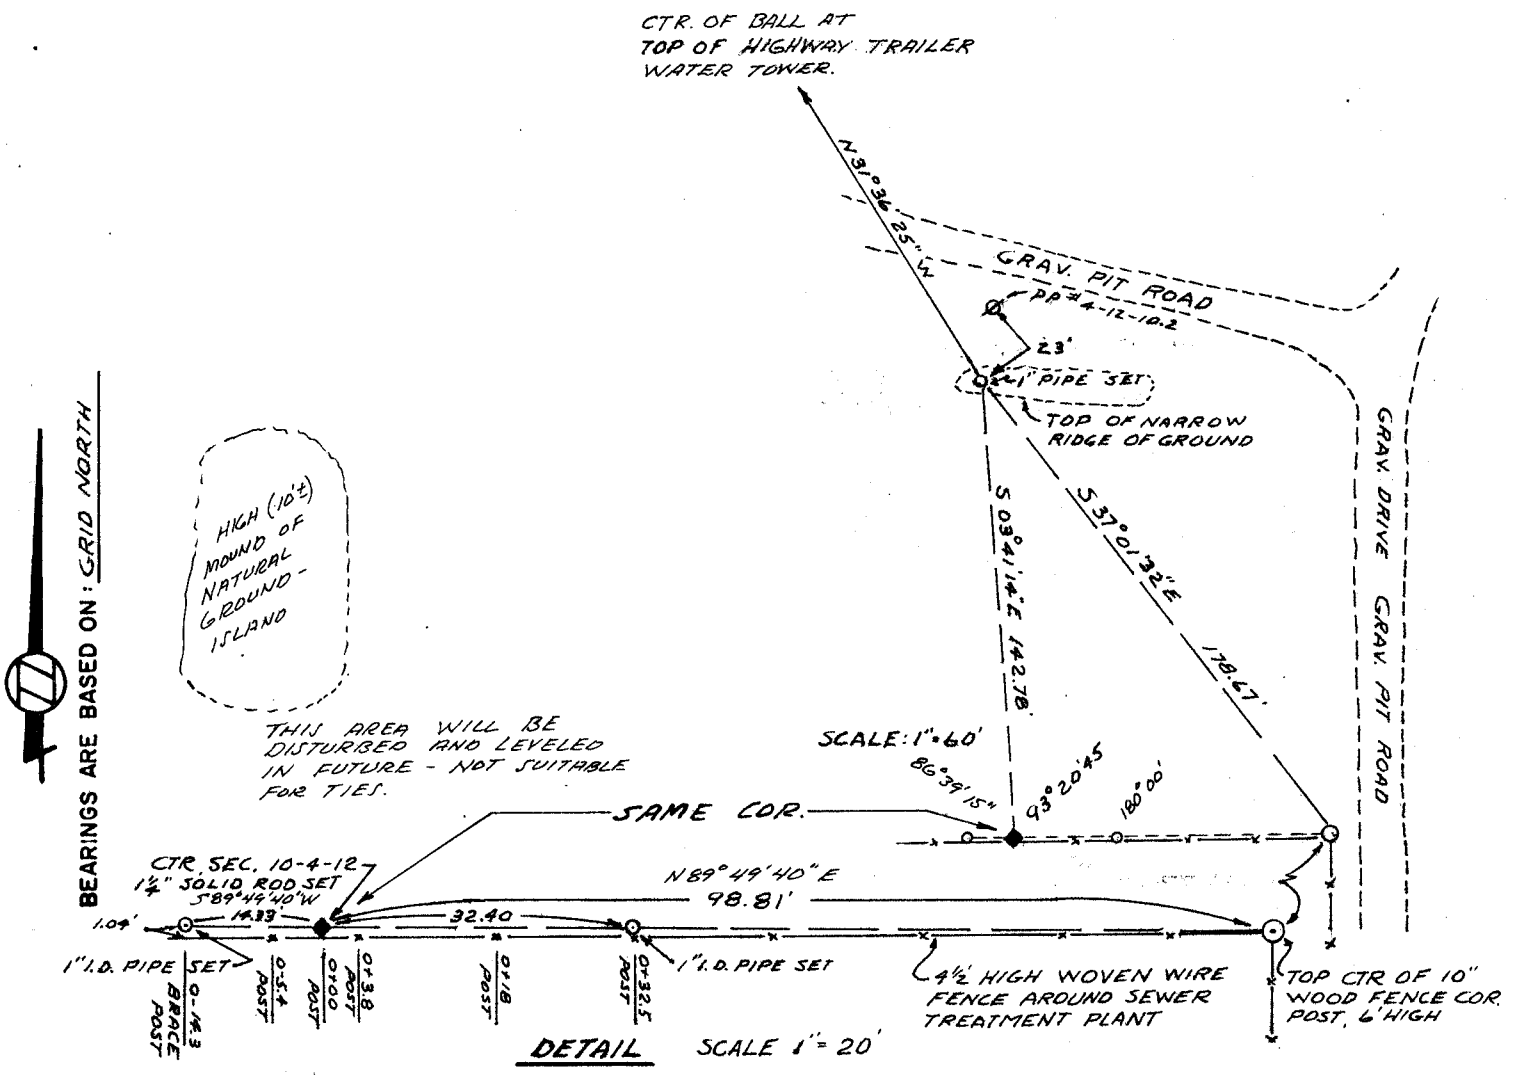 CTR. OF BALL AT
TOP OF HIGHWAY TRAILER
WATER TOWER.
N31°36'25"W
GRAV. PIT ROAD
PP #4-12-10.2
23'
1" PIPE SET
TOP OF NARROW
RIDGE OF GROUND
GRAV. DRIVE GRAV. PIT ROAD
S 03°41'14"E 142.78'
S 37°01'32"E 178.67'
BEARINGS ARE BASED ON: GRID NORTH
HIGH (10'±)
MOUND OF
NATURAL
GROUND-
ISLAND
THIS AREA WILL BE
DISTURBED AND LEVELED
IN FUTURE - NOT SUITABLE
FOR TIES.
SCALE: 1"=60'
86°39'15"
93°20'45
180°00'
SAME COR.
CTR. SEC. 10-4-12
1¼" SOLID ROD SET
S89°49'40"W
14.33
1.04'
32.40
N89°49'40"E
98.81'
1" I.D. PIPE SET
1" I.D. PIPE SET
0-14.3
BRACE
POST
0-5.4
POST
0+00
POST
0+3.8
POST
0+18
POST
0+32.5
POST
4½' HIGH WOVEN WIRE
FENCE AROUND SEWER
TREATMENT PLANT
TOP CTR OF 10"
WOOD FENCE COR.
POST, 6' HIGH
DETAIL SCALE 1"=20'